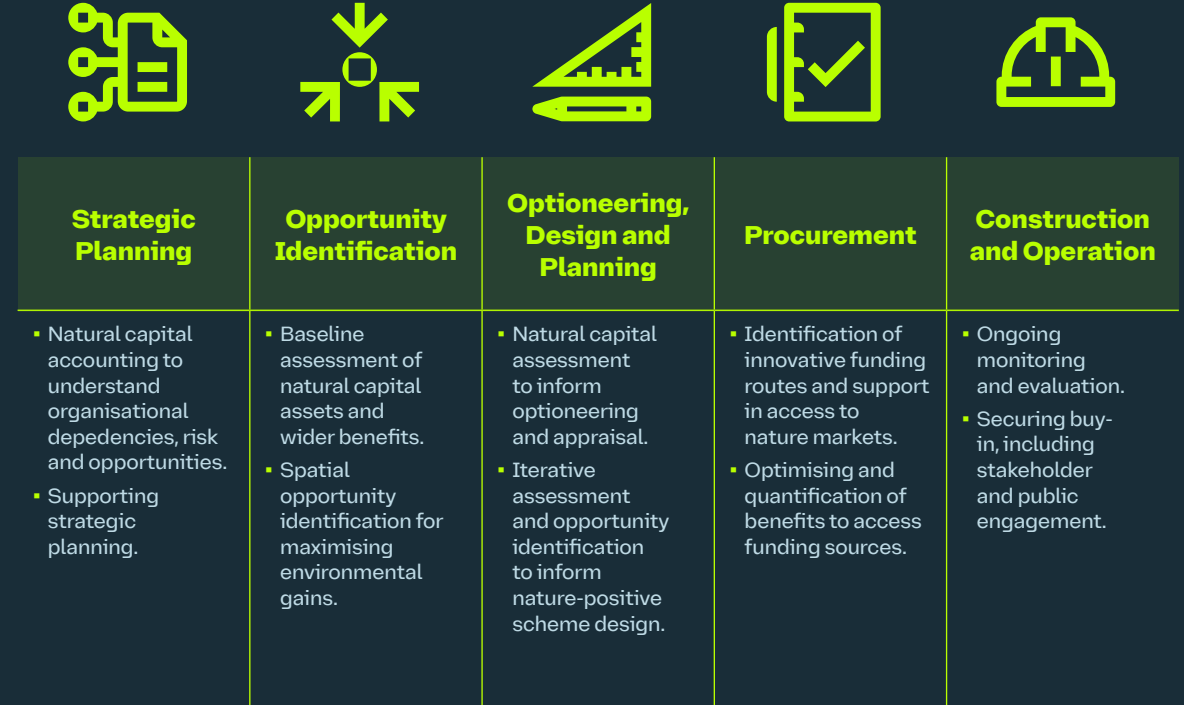 Strategic
Planning
Opportunity
Identification
Optioneering,
Design and
Planning
Procurement
Construction
and Operation
▪ Natural capital
accounting to
understand
organisational
depedencies, risk
and opportunities.
▪ Supporting
strategic
planning.
▪ Baseline
assessment of
natural capital
assets and
wider benefits.
▪ Spatial
opportunity
identification for
maximising
environmental
gains.
▪ Natural capital
assessment
to inform
optioneering
and appraisal.
▪ Iterative
assessment
and opportunity
identification
to inform
nature-positive
scheme design.
▪ Identification of
innovative funding
routes and support
in access to
nature markets.
▪ Optimising and
quantification of
benefits to access
funding sources.
▪ Ongoing
monitoring
and evaluation.
▪ Securing buy-
in, including
stakeholder
and public
engagement.